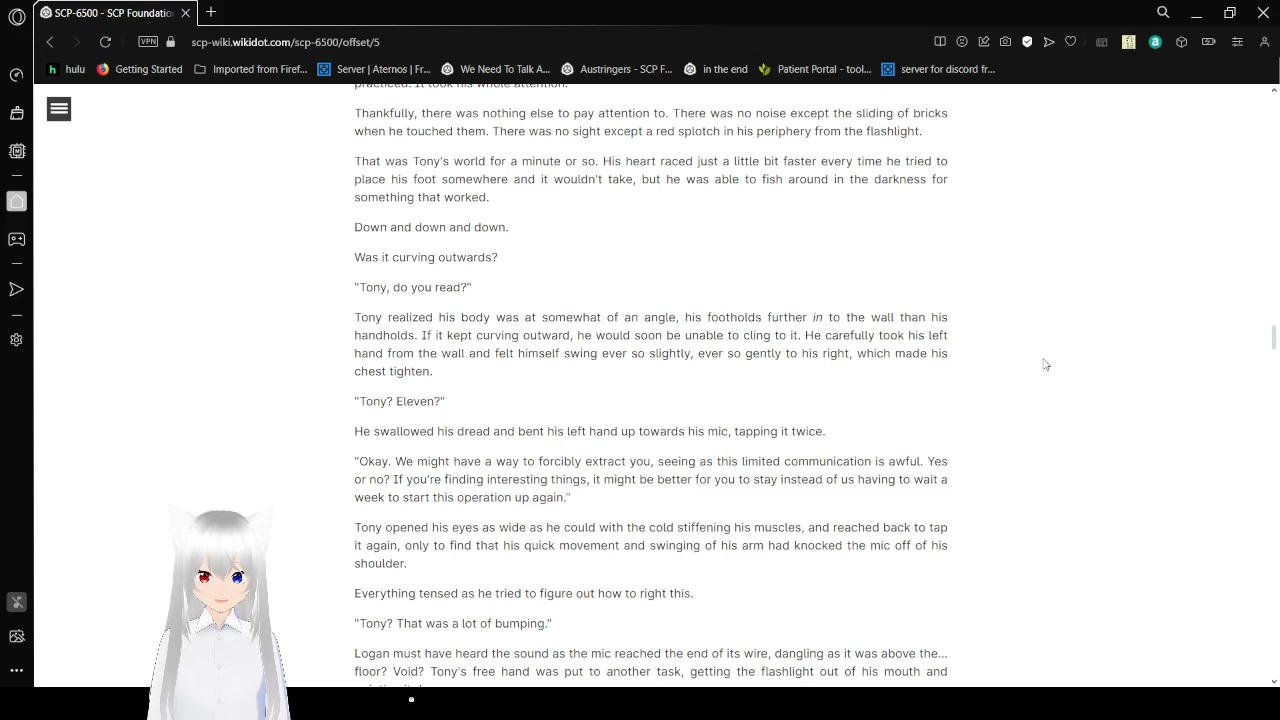 SCP-6500 - SCP Foundatio
VPN
scp-wiki.wikidot.com/scp-6500/offset/5
hulu
Getting Started
Imported from Firef...
Server | Aternos | Fr...
We Need To Talk A...
Austringers - SCP F...
in the end
Patient Portal - tool...
server for discord fr...
practiced. It took his whole attention.
Thankfully, there was nothing else to pay attention to. There was no noise except the sliding of bricks
when he touched them. There was no sight except a red splotch in his periphery from the flashlight.
That was Tony's world for a minute or so. His heart raced just a little bit faster every time he tried to
place his foot somewhere and it wouldn't take, but he was able to fish around in the darkness for
something that worked.
Down and down and down.
Was it curving outwards?
"Tony, do you read?"
Tony realized his body was at somewhat of an angle, his footholds further in to the wall than his
handholds. If it kept curving outward, he would soon be unable to cling to it. He carefully took his left
hand from the wall and felt himself swing ever so slightly, ever so gently to his right, which made his
chest tighten.
"Tony? Eleven?"
He swallowed his dread and bent his left hand up towards his mic, tapping it twice.
"Okay. We might have a way to forcibly extract you, seeing as this limited communication is awful. Yes
or no? If you're finding interesting things, it might be better for you to stay instead of us having to wait a
week to start this operation up again."
Tony opened his eyes as wide as he could with the cold stiffening his muscles, and reached back to tap
it again, only to find that his quick movement and swinging of his arm had knocked the mic off of his
shoulder.
Everything tensed as he tried to figure out how to right this.
"Tony? That was a lot of bumping."
Logan must have heard the sound as the mic reached the end of its wire, dangling as it was above the...
floor? Void? Tony's free hand was put to another task, getting the flashlight out of his mouth and